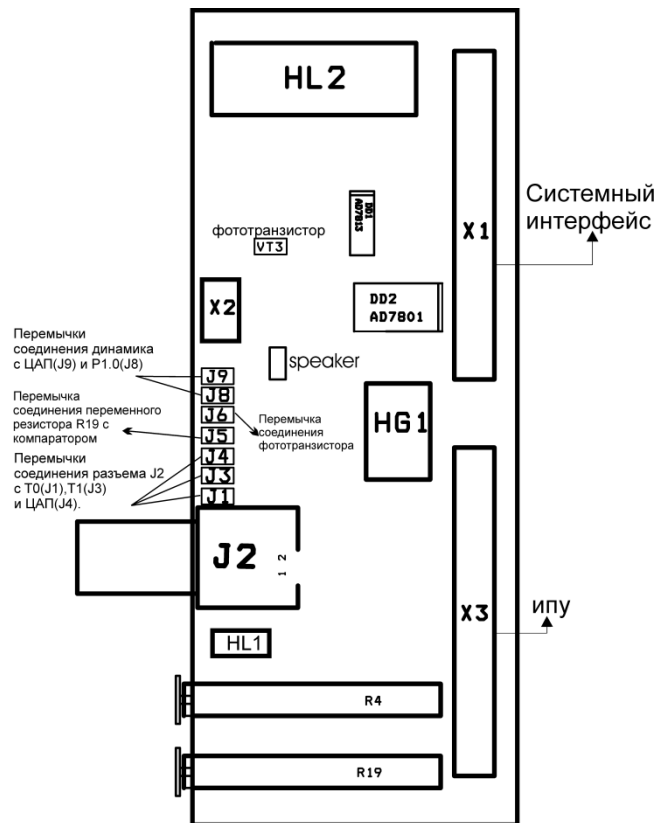 HL2
DD1
AD7813
Системный
интерфейс
X1
фототранзистор
VT3
X2
DD2
AD7801
Перемычки
соединения динамика
с ЦАП(J9) и P1.0(J8)
speaker
J9
J8
J6
J5
J4
J3
J1
HG1
Перемычка
соединения переменного
резистора R19 с
компаратором
Перемычка
соединения
фототранзистора
Перемычки
соединения разъема J2
с T0(J1),T1(J3)
и ЦАП(J4).
J2
1 2
X3
ипу
HL1
R4
R19